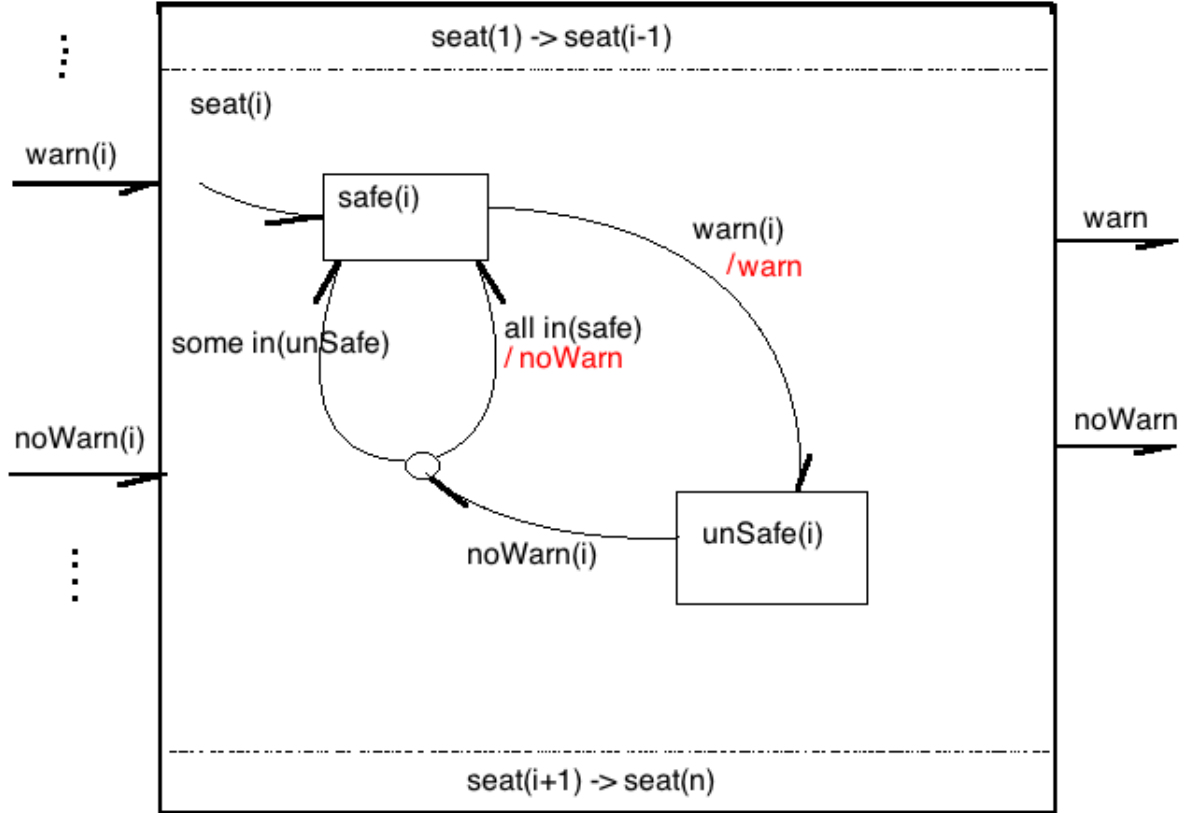 seat(1) -> seat(i-1)
seat(i)
warn(i)
safe(i)
warn(i)
/warn
warn
some in(unSafe)
all in(safe)
/ noWarn
noWarn(i)
noWarn
unSafe(i)
noWarn(i)
seat(i+1) -> seat(n)